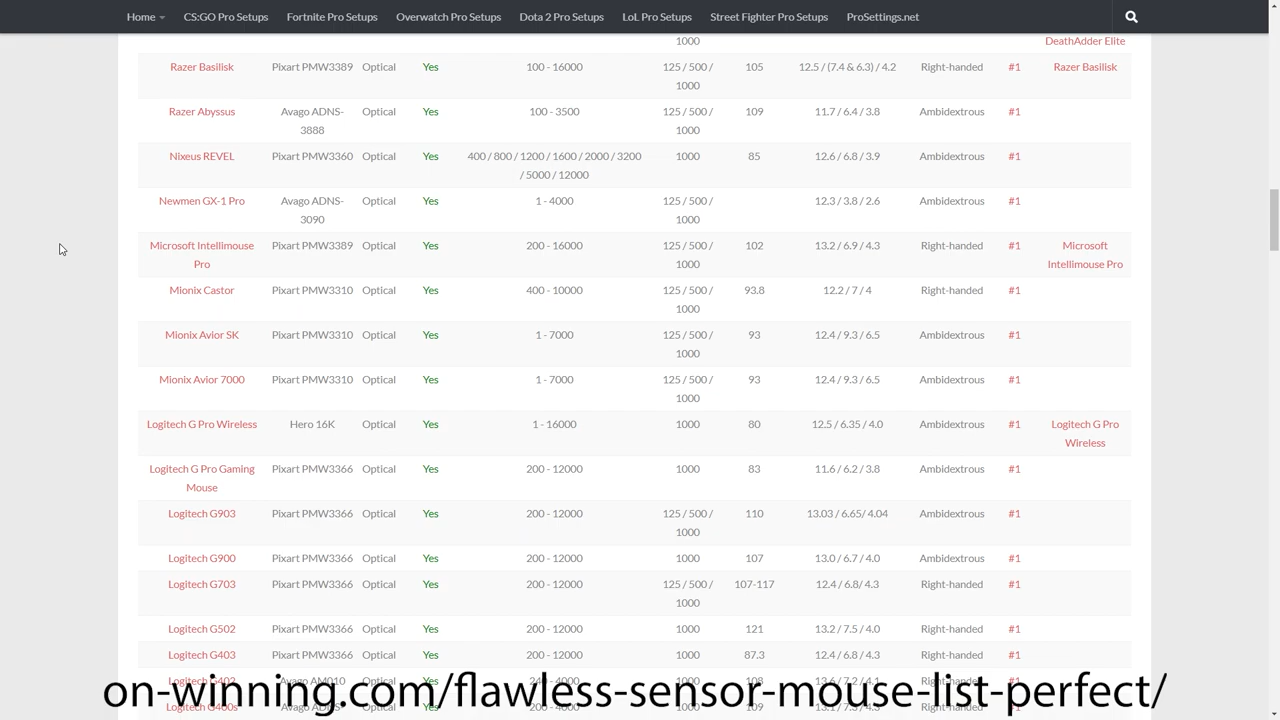 Home CS:GO Pro Setups Fortnite Pro Setups Overwatch Pro Setups Dota 2 Pro Setups LoL Pro Setups Street Fighter Pro Setups ProSettings.net
1000 DeathAdder Elite
Razer Basilisk Pixart PMW3389 Optical Yes 100 - 16000 125 / 500 / 105 12.5 / (7.4 & 6.3) / 4.2 Right-handed #1 Razer Basilisk
1000
Razer Abyssus Avago ADNS- Optical Yes 100 - 3500 125 / 500 / 109 11.7 / 6.4 / 3.8 Ambidextrous #1
3888 1000
Nixeus REVEL Pixart PMW3360 Optical Yes 400 / 800 / 1200 / 1600 / 2000 / 3200 1000 85 12.6 / 6.8 / 3.9 Ambidextrous #1
/ 5000 / 12000
Newmen GX-1 Pro Avago ADNS- Optical Yes 1 - 4000 125 / 500 / 12.3 / 3.8 / 2.6 Ambidextrous #1
3090 1000
Microsoft Intellimouse Pixart PMW3389 Optical Yes 200 - 16000 125 / 500 / 102 13.2 / 6.9 / 4.3 Right-handed #1 Microsoft
Pro 1000 Intellimouse Pro
Mionix Castor Pixart PMW3310 Optical Yes 400 - 10000 125 / 500 / 93.8 12.2 / 7 / 4 Right-handed #1
1000
Mionix Avior SK Pixart PMW3310 Optical Yes 1 - 7000 125 / 500 / 93 12.4 / 9.3 / 6.5 Ambidextrous #1
1000
Mionix Avior 7000 Pixart PMW3310 Optical Yes 1 - 7000 125 / 500 / 93 12.4 / 9.3 / 6.5 Ambidextrous #1
1000
Logitech G Pro Wireless Hero 16K Optical Yes 1 - 16000 1000 80 12.5 / 6.35 / 4.0 Ambidextrous #1 Logitech G Pro
Wireless
Logitech G Pro Gaming Pixart PMW3366 Optical Yes 200 - 12000 1000 83 11.6 / 6.2 / 3.8 Ambidextrous #1
Mouse
Logitech G903 Pixart PMW3366 Optical Yes 200 - 12000 125 / 500 / 110 13.03 / 6.65/ 4.04 Ambidextrous #1
1000
Logitech G900 Pixart PMW3366 Optical Yes 200 - 12000 1000 107 13.0 / 6.7 / 4.0 Ambidextrous #1
Logitech G703 Pixart PMW3366 Optical Yes 200 - 12000 125 / 500 / 107-117 12.4 / 6.8/ 4.3 Right-handed #1
1000
Logitech G502 Pixart PMW3366 Optical Yes 200 - 12000 1000 121 13.2 / 7.5 / 4.0 Right-handed #1
Logitech G403 Pixart PMW3366 Optical Yes 200 - 12000 1000 87.3 12.4 / 6.8 / 4.3 Right-handed #1
on-winning.com/flawless-sensor-mouse-list-perfect/